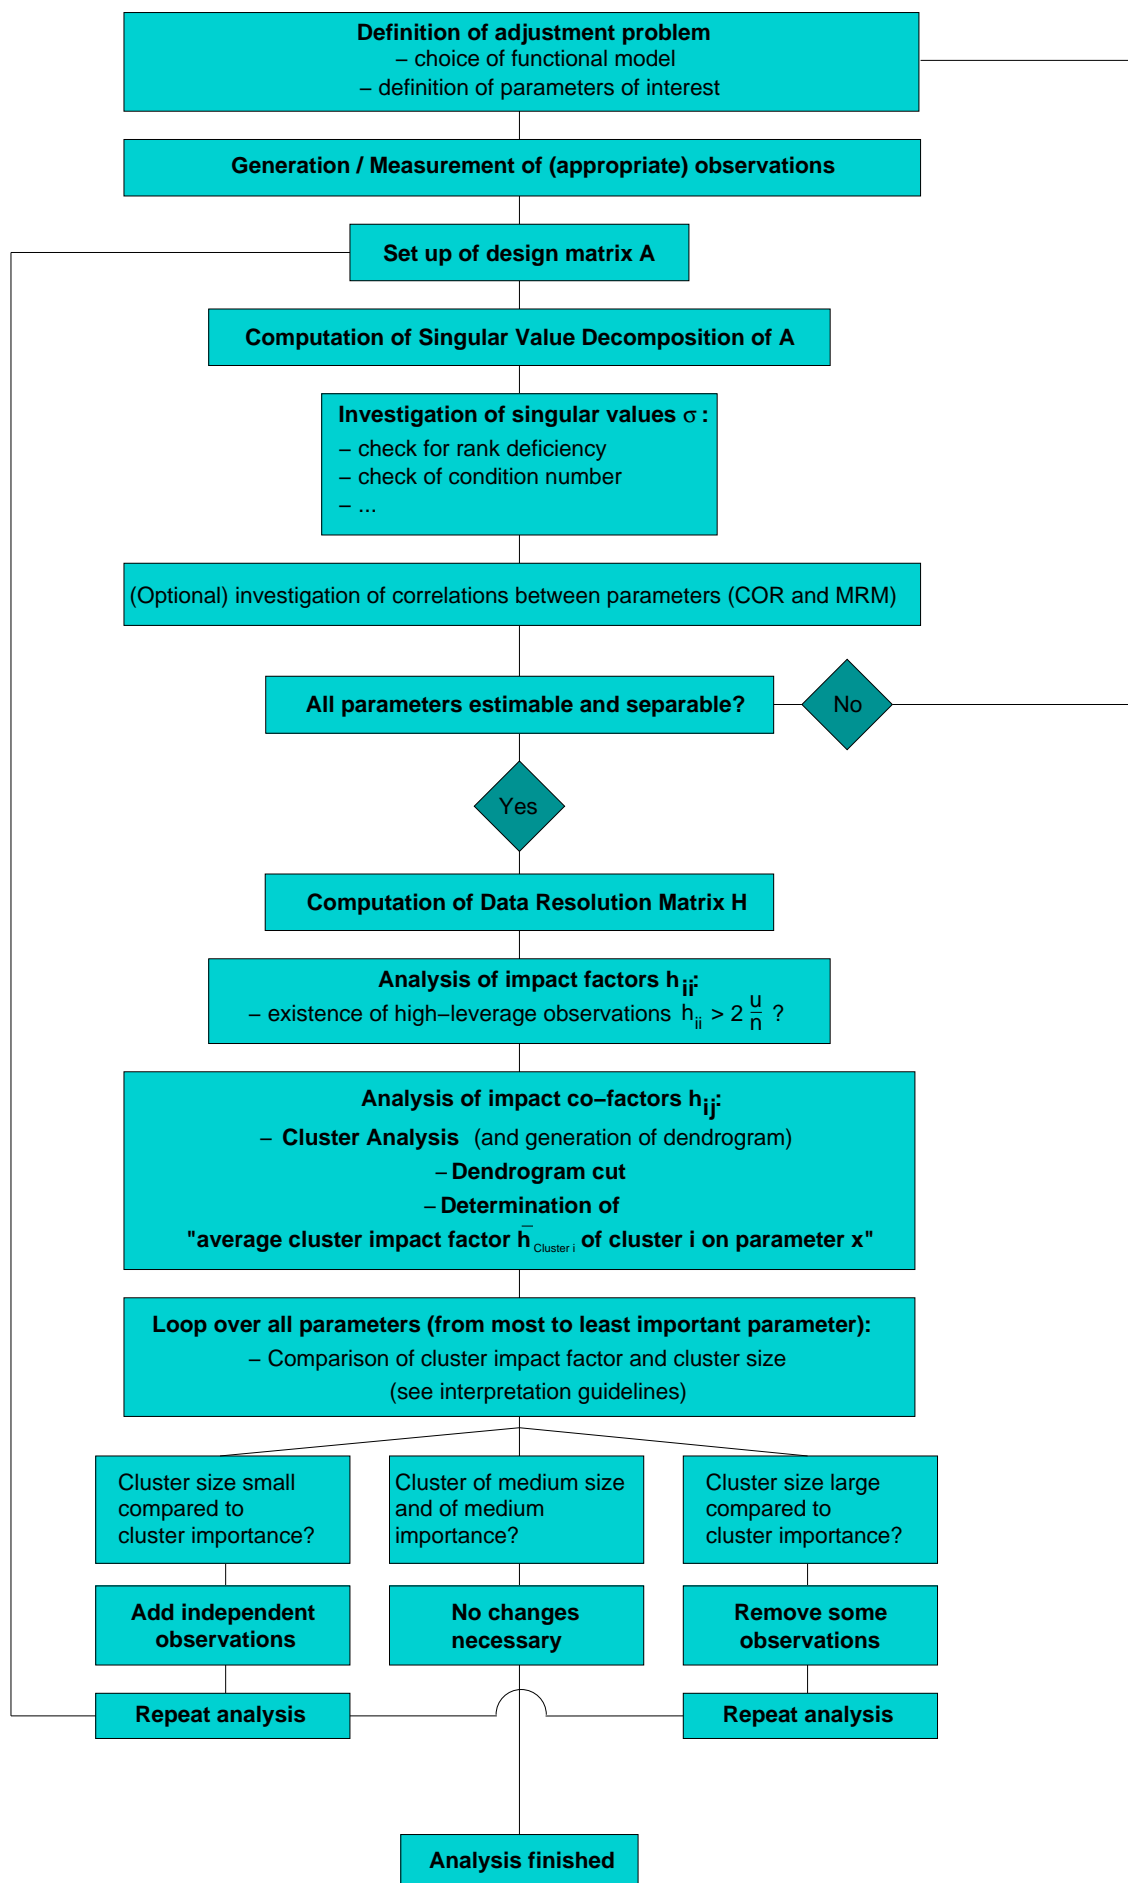 Definition of adjustment problem
– choice of functional model
– definition of parameters of interest
Generation / Measurement of (appropriate) observations
Set up of design matrix A
Computation of Singular Value Decomposition of A
Investigation of singular values σ :
– check for rank deficiency
– check of condition number
– ...
(Optional) investigation of correlations between parameters (COR and MRM)
All parameters estimable and separable?
No
Yes
Computation of Data Resolution Matrix H
Analysis of impact factors h_ii:
– existence of high–leverage observations h_ii > 2 u/n ?
Analysis of impact co–factors h_ij:
– Cluster Analysis (and generation of dendrogram)
– Dendrogram cut
– Determination of
"average cluster impact factor h̄_Cluster i of cluster i on parameter x"
Loop over all parameters (from most to least important parameter):
– Comparison of cluster impact factor and cluster size
(see interpretation guidelines)
Cluster size small
compared to
cluster importance?
Cluster of medium size
and of medium
importance?
Cluster size large
compared to
cluster importance?
Add independent
observations
No changes
necessary
Remove some
observations
Repeat analysis
Repeat analysis
Analysis finished